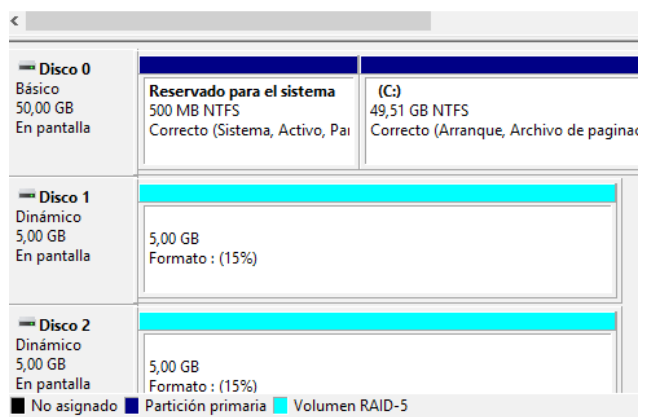 Disco 0
Básico
50,00 GB
En pantalla
Reservado para el sistema
500 MB NTFS
Correcto (Sistema, Activo, Par
(C:)
49,51 GB NTFS
Correcto (Arranque, Archivo de paginac
Disco 1
Dinámico
5,00 GB
En pantalla
5,00 GB
Formato : (15%)
Disco 2
Dinámico
5,00 GB
En pantalla
5,00 GB
Formato : (15%)
No asignado Partición primaria Volumen RAID-5